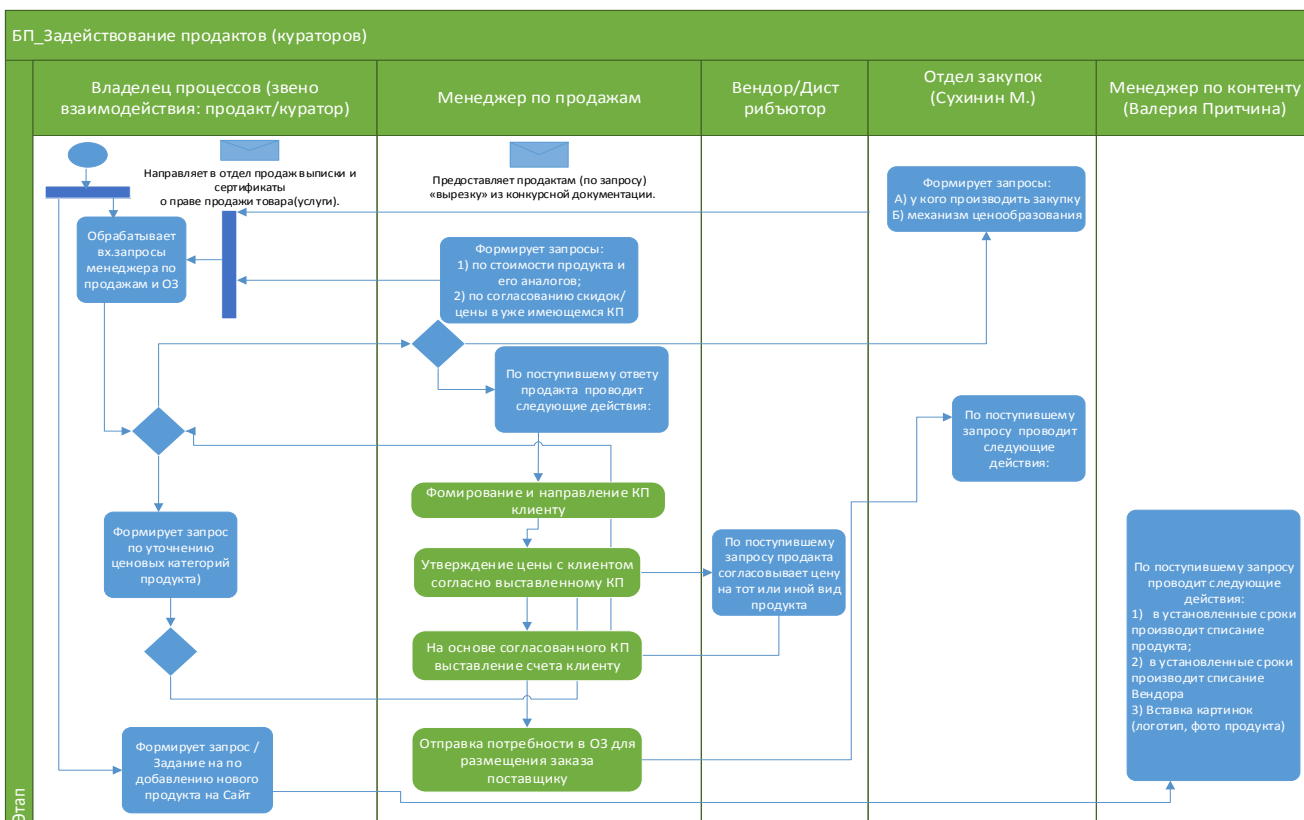 БП_Задействование продактов (кураторов)
Владелец процессов (звено
взаимодействия: продакт/куратор)
Менеджер по продажам
Вендор/Дист
рибъютор
Отдел закупок
(Сухинин М.)
Менеджер по контенту
(Валерия Притчина)
Этап
Направляет в отдел продаж выписки и
сертификаты
о праве продажи товара(услуги).
Предоставляет продактам (по запросу)
«вырезку» из конкурсной документации.
Формирует запросы:
А) у кого производить закупку
Б) механизм ценообразования
Обрабатывает
вх.запросы
менеджера по
продажам и ОЗ
Формирует запросы:
1) по стоимости продукта и
его аналогов;
2) по согласованию скидок/
цены в уже имеющемся КП
По поступившему ответу
продакта проводит
следующие действия:
По поступившему
запросу проводит
следующие
действия:
Фомирование и направление КП
клиенту
Формирует запрос
по уточнению
ценовых категорий
продукта)
Утверждение цены с клиентом
согласно выставленному КП
По поступившему
запросу продакта
согласовывает цену
на тот или иной вид
продукта
По поступившему запросу
проводит следующие
действия:
1) в установленные сроки
производит списание
продукта;
2) в установленные сроки
производит списание
Вендора
3) Вставка картинок
(логотип, фото продукта)
На основе согласованного КП
выставление счета клиенту
Формирует запрос /
Задание на по
добавлению нового
продукта на Сайт
Отправка потребности в ОЗ для
размещения заказа
поставщику